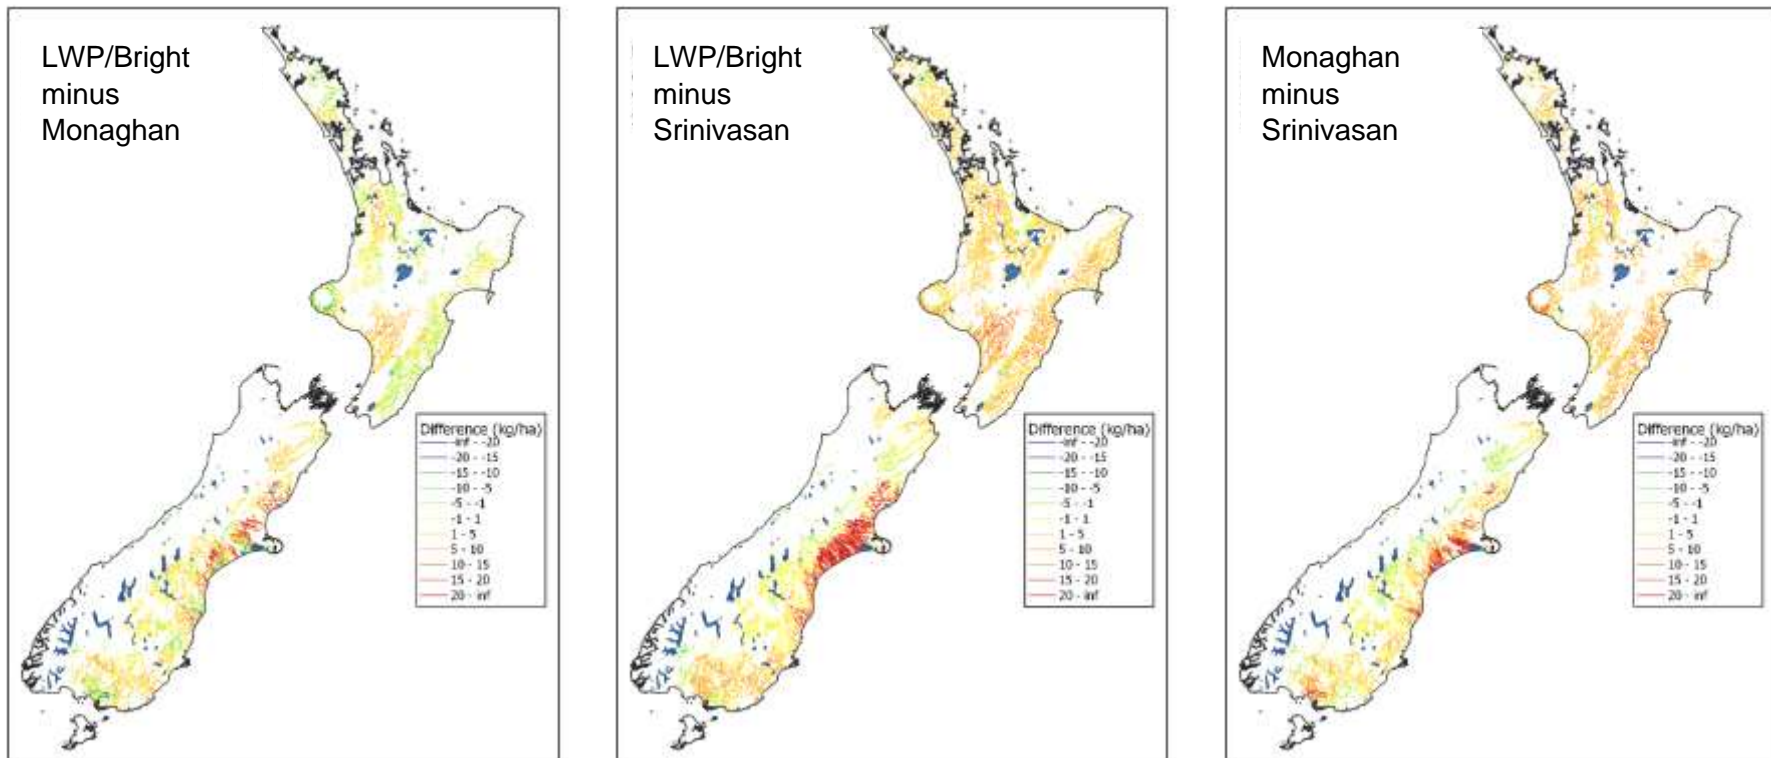 LWP/Bright
minus
Monaghan
Difference (kg/ha)
-inf - -20
-20 - -15
-15 - -10
-10 - -5
-5 - -1
-1 - 1
1 - 5
5 - 10
10 - 15
15 - 20
20 - inf
LWP/Bright
minus
Srinivasan
Difference (kg/ha)
-inf - -20
-20 - -15
-15 - -10
-10 - -5
-5 - -1
-1 - 1
1 - 5
5 - 10
10 - 15
15 - 20
20 - inf
Monaghan
minus
Srinivasan
Difference (kg/ha)
-inf - -20
-20 - -15
-15 - -10
-10 - -5
-5 - -1
-1 - 1
1 - 5
5 - 10
10 - 15
15 - 20
20 - inf